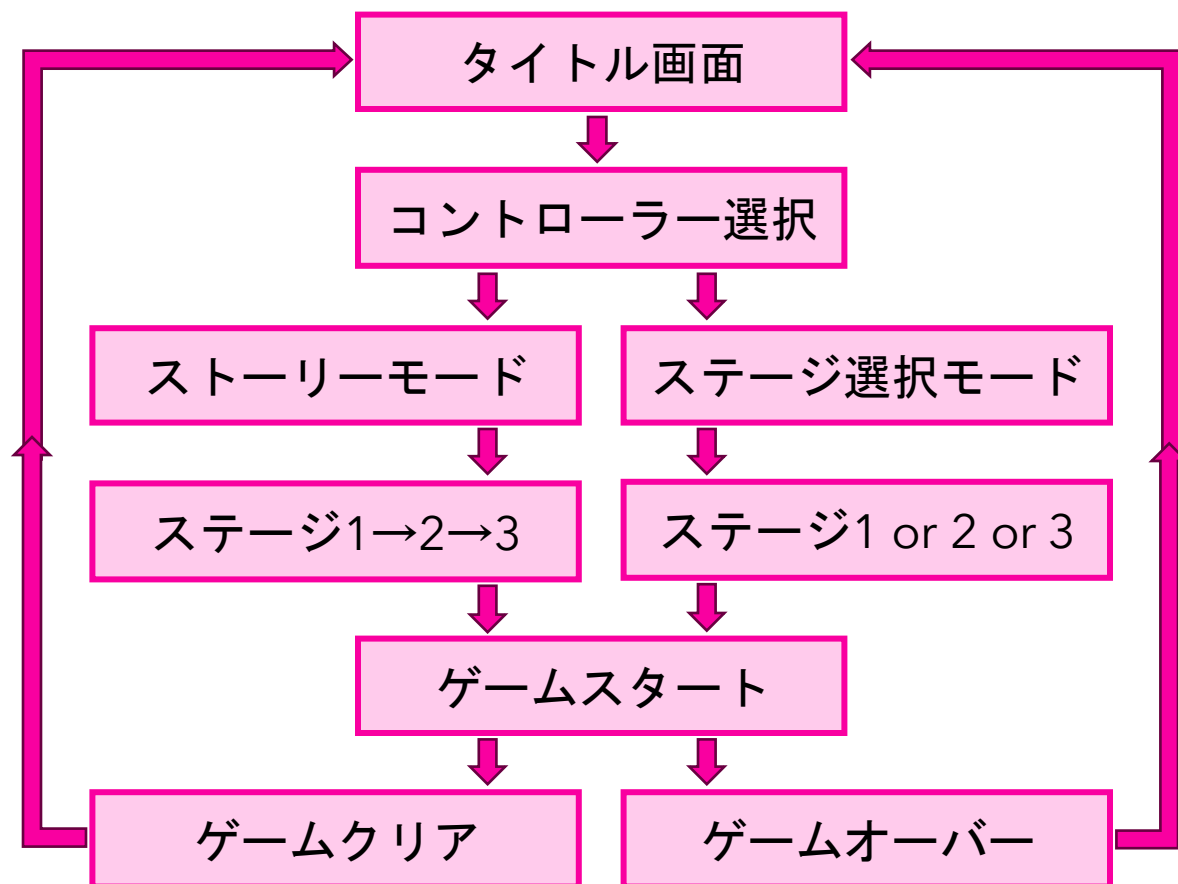 タイトル画面
コントローラー選択
ストーリーモード
ステージ選択モード
ステージ1→2→3
ステージ1 or 2 or 3
ゲームスタート
ゲームクリア
ゲームオーバー